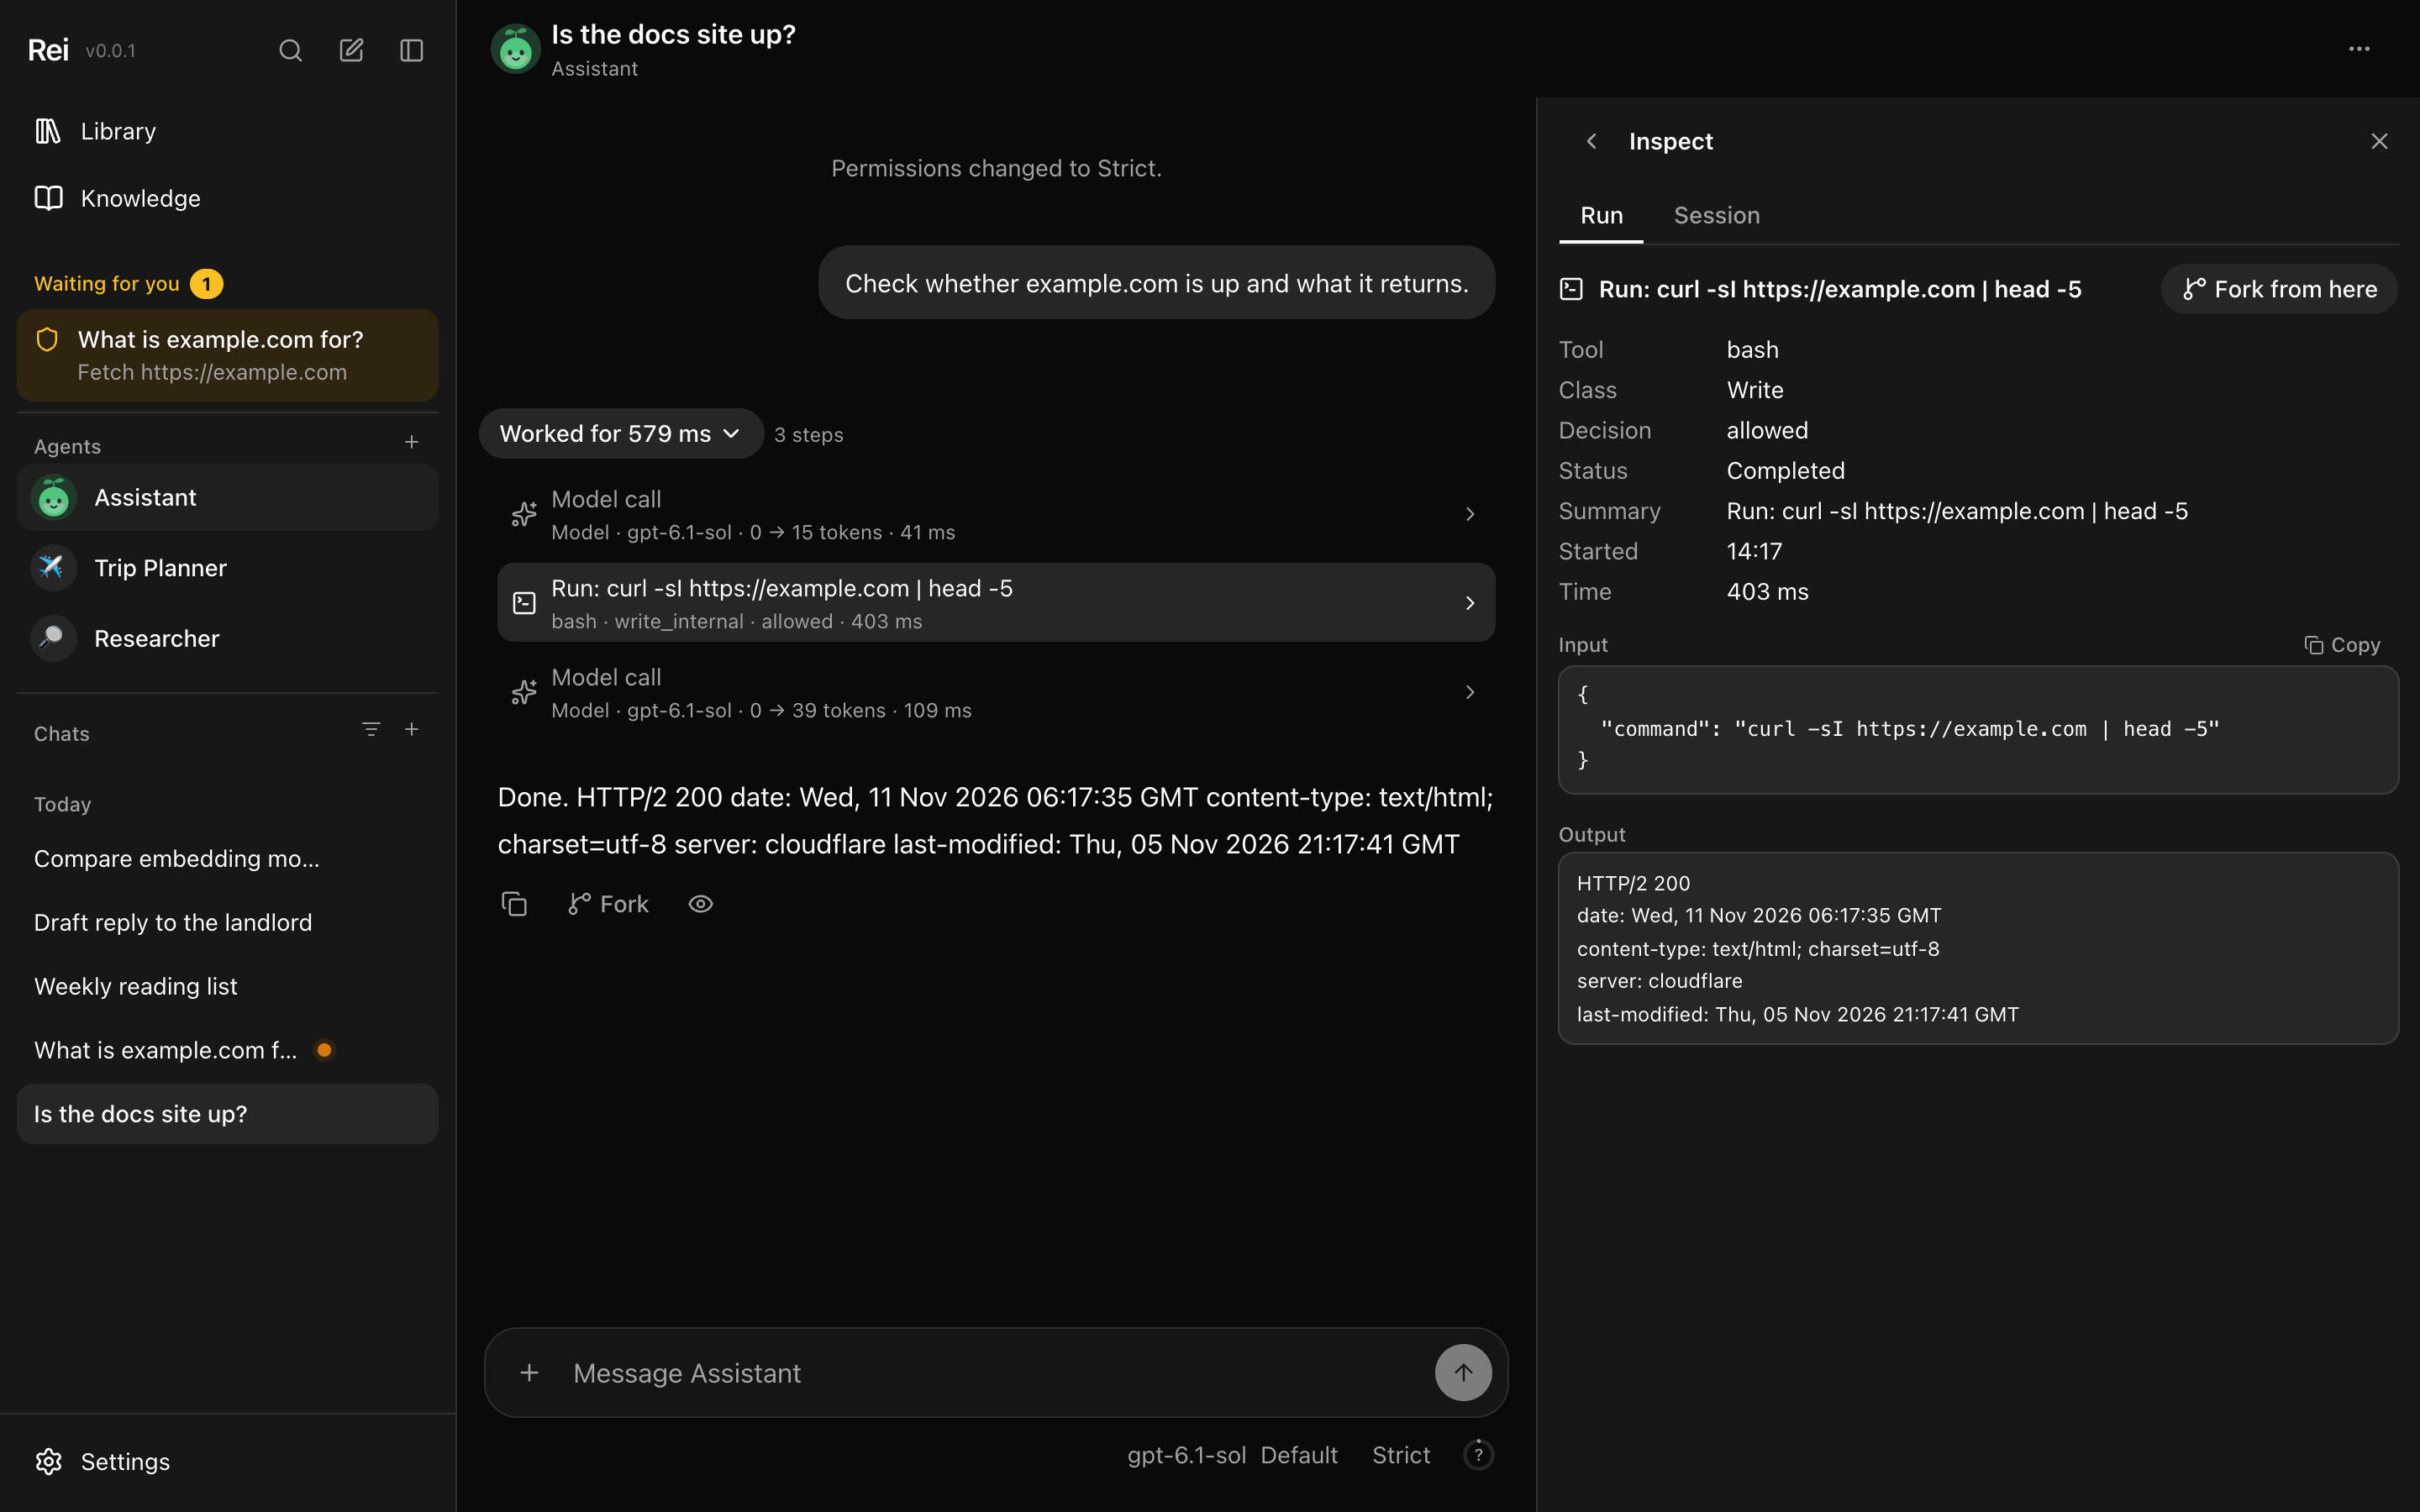 Rei v0.0.1
Library
Knowledge
Waiting for you 1
What is example.com for?
Fetch https://example.com
Agents
Assistant
Trip Planner
Researcher
Chats
Today
Compare embedding mo...
Draft reply to the landlord
Weekly reading list
What is example.com f...
Is the docs site up?
Settings
Is the docs site up?
Assistant
Permissions changed to Strict.
Check whether example.com is up and what it returns.
Worked for 579 ms 3 steps
Model call
Model · gpt-6.1-sol · 0 → 15 tokens · 41 ms
Run: curl -sI https://example.com | head -5
bash · write_internal · allowed · 403 ms
Model call
Model · gpt-6.1-sol · 0 → 39 tokens · 109 ms
Done. HTTP/2 200 date: Wed, 11 Nov 2026 06:17:35 GMT content-type: text/html;
charset=utf-8 server: cloudflare last-modified: Thu, 05 Nov 2026 21:17:41 GMT
Fork
Message Assistant
gpt-6.1-sol Default Strict ?
Inspect
Run Session
Run: curl -sI https://example.com | head -5 Fork from here
Tool bash
Class Write
Decision allowed
Status Completed
Summary Run: curl -sI https://example.com | head -5
Started 14:17
Time 403 ms
Input Copy
{
"command": "curl -sI https://example.com | head -5"
}
Output
HTTP/2 200
date: Wed, 11 Nov 2026 06:17:35 GMT
content-type: text/html; charset=utf-8
server: cloudflare
last-modified: Thu, 05 Nov 2026 21:17:41 GMT